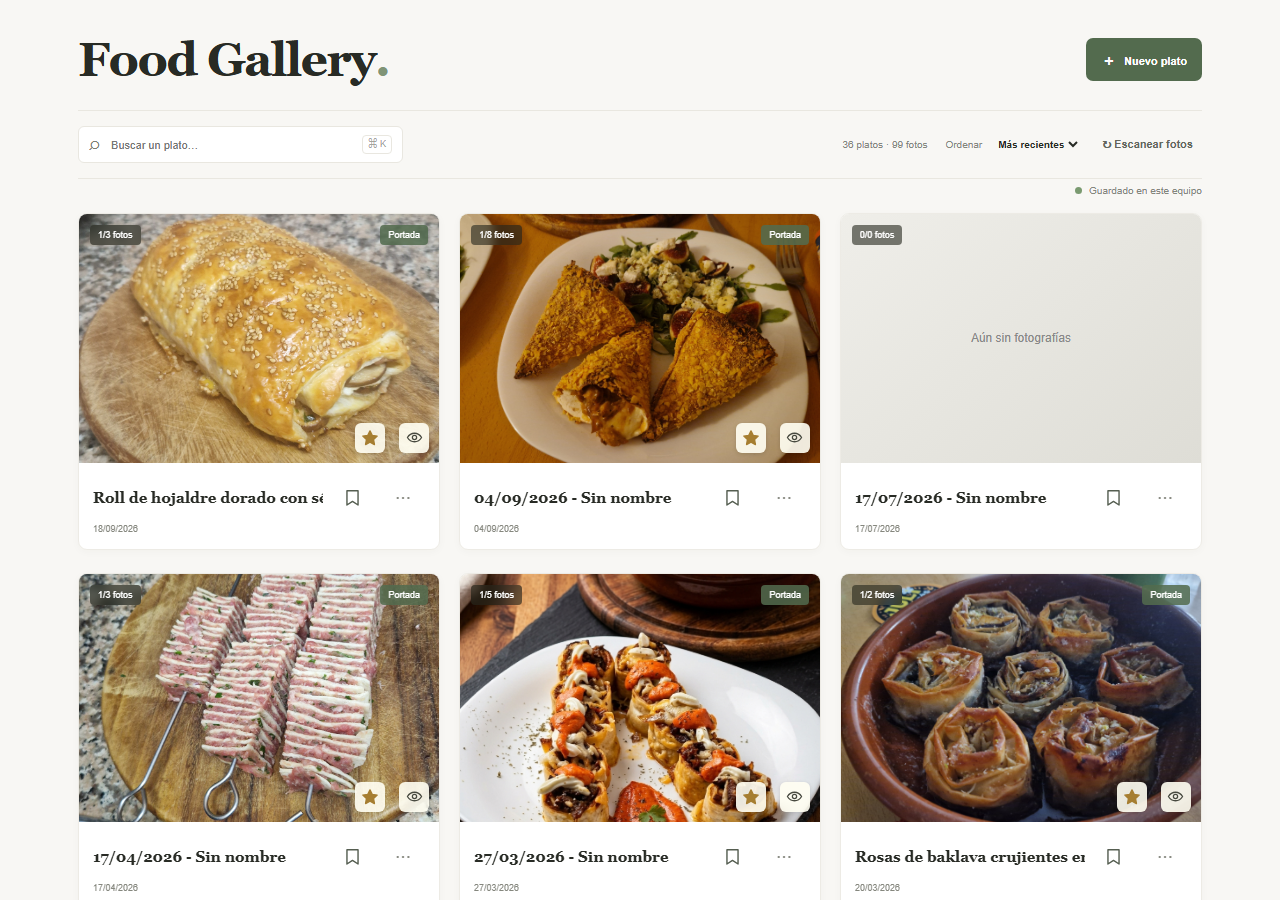 Food Gallery.
+ Nuevo plato
Buscar un plato...
⌘ K
36 platos · 99 fotos
Ordenar
Más recientes
↻ Escanear fotos
Guardado en este equipo
1/3 fotos
Portada
1/8 fotos
Portada
0/0 fotos
Aún sin fotografías
Roll de hojaldre dorado con sé
04/09/2026 - Sin nombre
17/07/2026 - Sin nombre
18/09/2026
04/09/2026
17/07/2026
1/3 fotos
Portada
1/5 fotos
Portada
1/2 fotos
Portada
17/04/2026 - Sin nombre
27/03/2026 - Sin nombre
Rosas de baklava crujientes en
17/04/2026
27/03/2026
20/03/2026